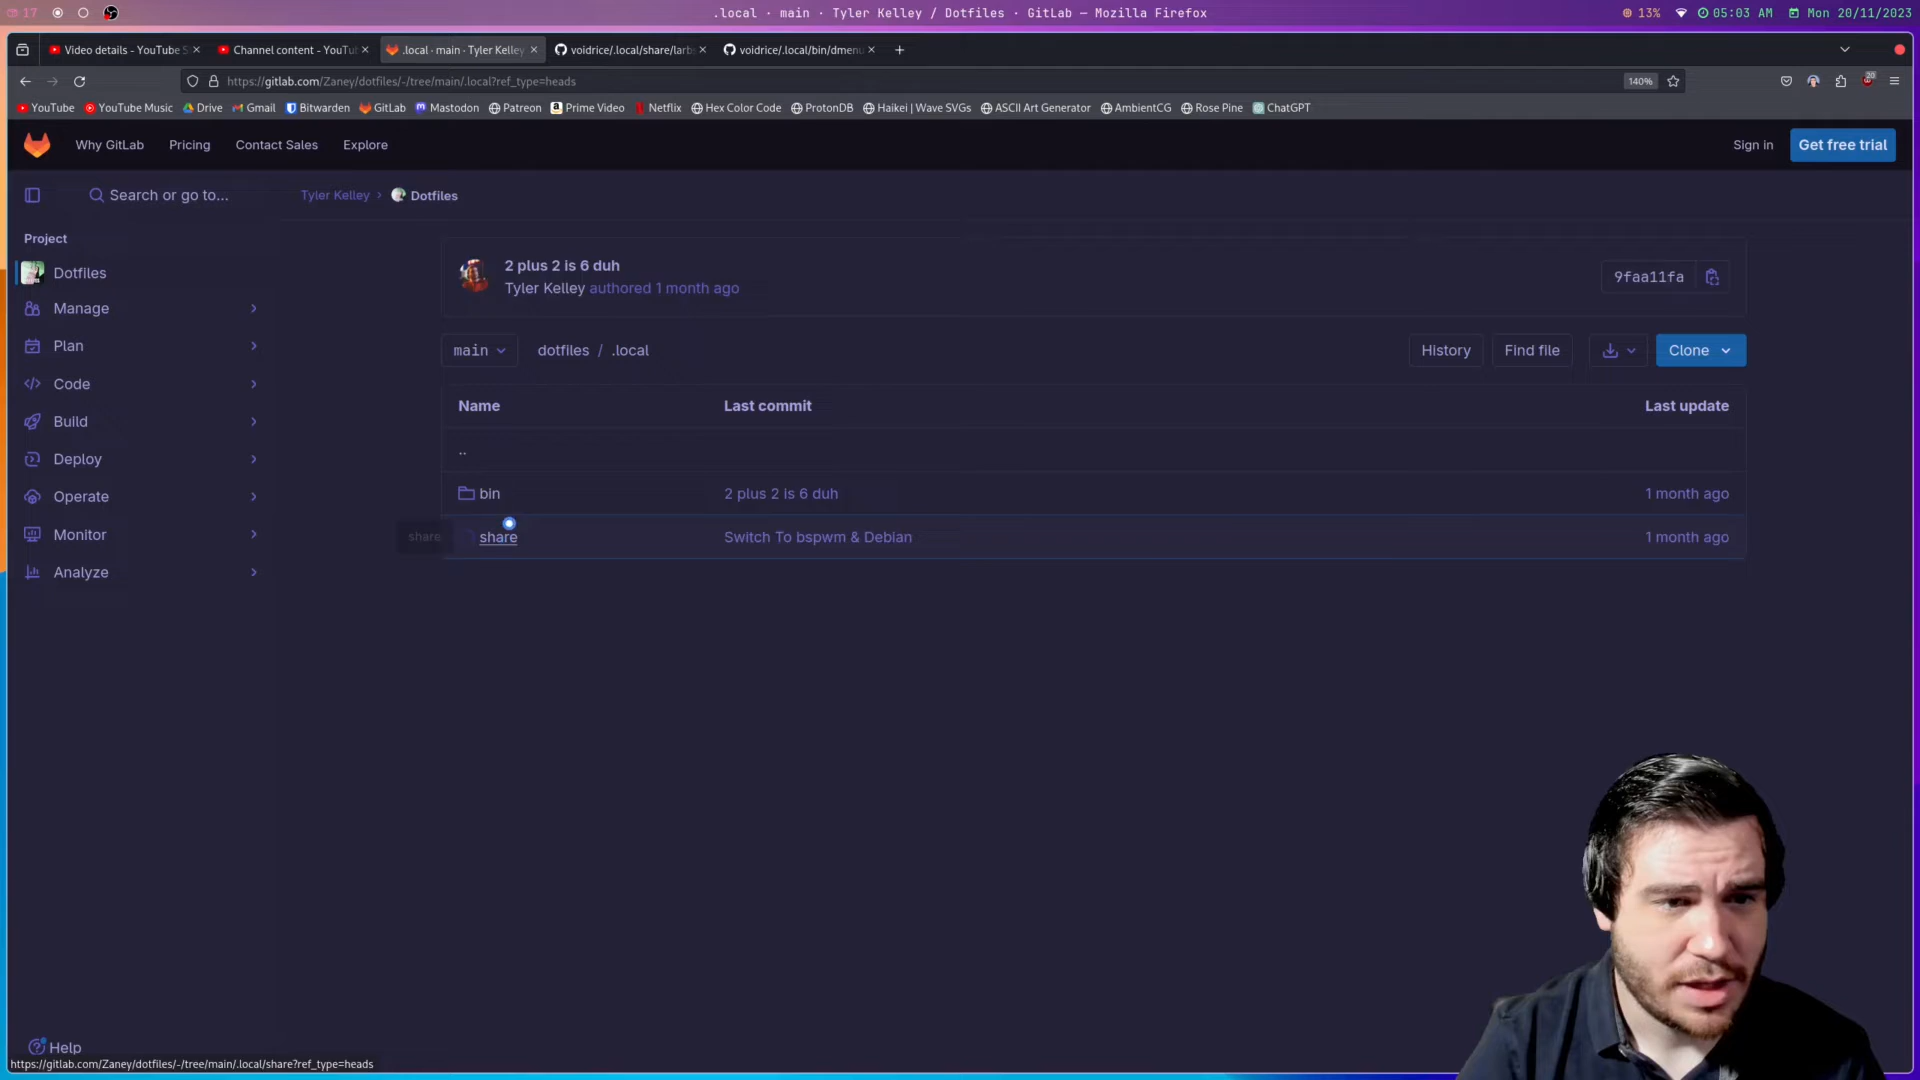 17
.local · main · Tyler Kelley / Dotfiles · GitLab — Mozilla Firefox
13%
05:03 AM
Mon 20/11/2023
Video details - YouTube S
Channel content - YouTu
.local · main · Tyler Kelley
voidrice/.local/share/larbs
voidrice/.local/bin/dmenu
https://gitlab.com/Zaney/dotfiles/-/tree/main/.local?ref_type=heads
140%
20
YouTube
YouTube Music
Drive
Gmail
Bitwarden
GitLab
Mastodon
Patreon
Prime Video
Netflix
Hex Color Code
ProtonDB
Haikei | Wave SVGs
ASCII Art Generator
AmbientCG
Rose Pine
ChatGPT
Why GitLab
Pricing
Contact Sales
Explore
Sign in
Get free trial
Search or go to...
Tyler Kelley › Dotfiles
Project
Dotfiles
Manage
Plan
Code
Build
Deploy
Operate
Monitor
Analyze
2 plus 2 is 6 duh
Tyler Kelley authored 1 month ago
9faa11fa
main
dotfiles / .local
History
Find file
Clone
Name
Last commit
Last update
..
bin
2 plus 2 is 6 duh
1 month ago
share
share
Switch To bspwm & Debian
1 month ago
Help
https://gitlab.com/Zaney/dotfiles/-/tree/main/.local/share?ref_type=heads